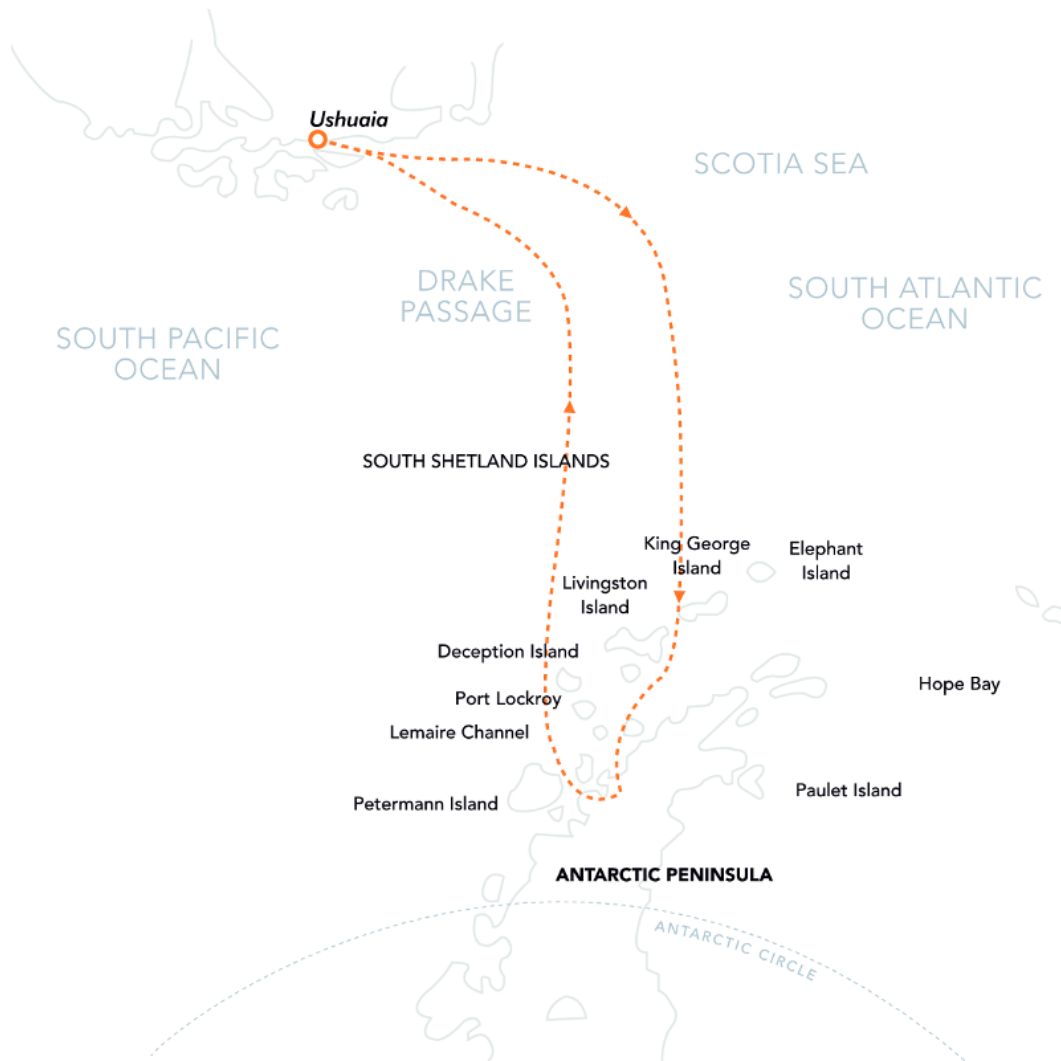 Ushuaia
SCOTIA SEA
DRAKE
PASSAGE
SOUTH ATLANTIC
OCEAN
SOUTH PACIFIC
OCEAN
SOUTH SHETLAND ISLANDS
King George
Island
Elephant
Island
Livingston
Island
Deception Island
Hope Bay
Port Lockroy
Lemaire Channel
Petermann Island
Paulet Island
ANTARCTIC PENINSULA
ANTARCTIC CIRCLE